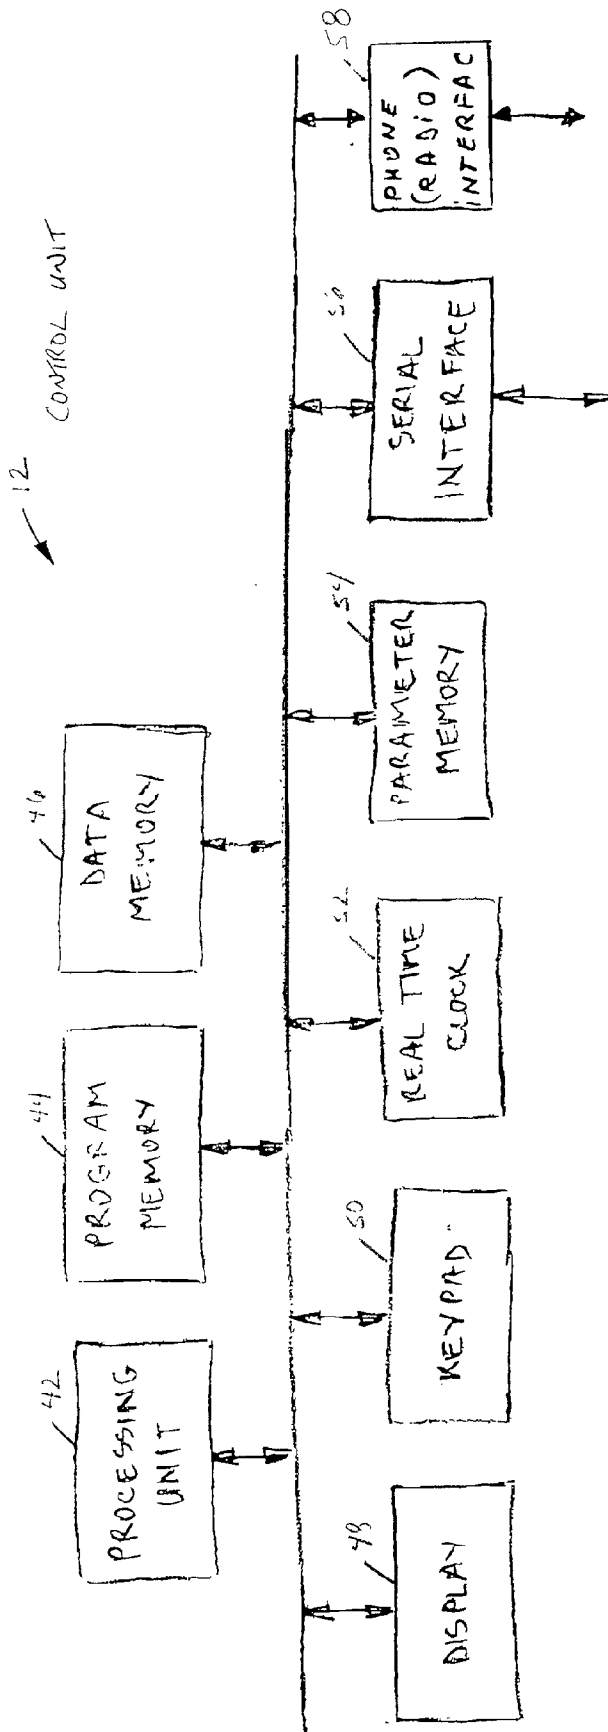 12
CONTROL UNIT
42
PROCESSING
UNIT
44
PROGRAM
MEMORY
46
DATA
MEMORY
48
DISPLAY
50
KEYPAD
52
REAL TIME
CLOCK
54
PARAMETER
MEMORY
56
SERIAL
INTERFACE
58
PHONE
(RADIO)
INTERFAC